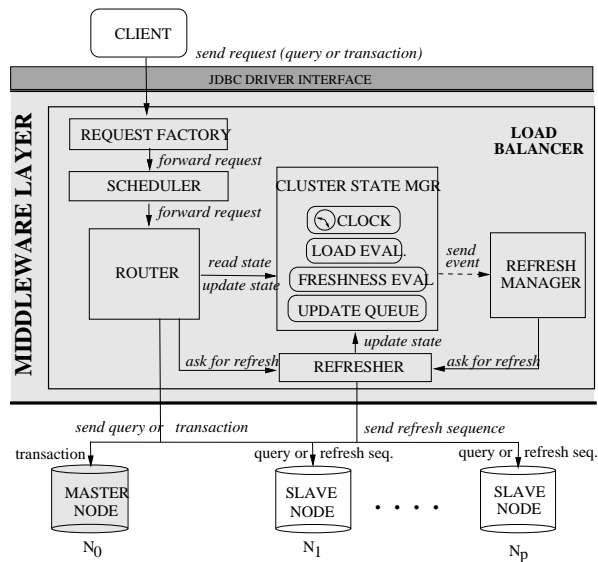 CLIENT
send request (query or transaction)
JDBC DRIVER INTERFACE
MIDDLEWARE LAYER
LOAD
BALANCER
REQUEST FACTORY
forward request
SCHEDULER
forward request
ROUTER
read state
update state
CLUSTER STATE MGR
CLOCK
LOAD EVAL.
FRESHNESS EVAL
UPDATE QUEUE
send
event
REFRESH
MANAGER
update state
ask for refresh
REFRESHER
ask for refresh
send query or transaction
send refresh sequence
transaction
query or refresh seq.
query or refresh seq.
MASTER
NODE
SLAVE
NODE
. . . .
SLAVE
NODE
N0
N1
Np